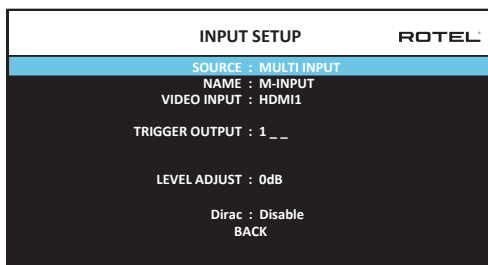 INPUT SETUP ROTEL
SOURCE : MULTI INPUT
NAME : M-INPUT
VIDEO INPUT : HDMI1
TRIGGER OUTPUT : 1 _ _
LEVEL ADJUST : 0dB
Dirac : Disable
BACK